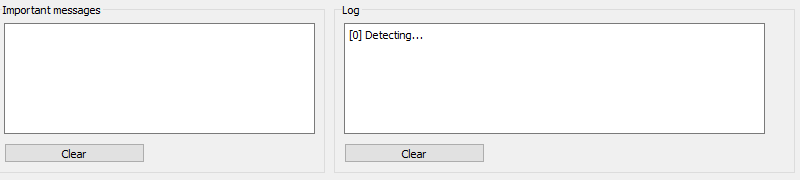 Important messages
Log
[0] Detecting...
Clear
Clear